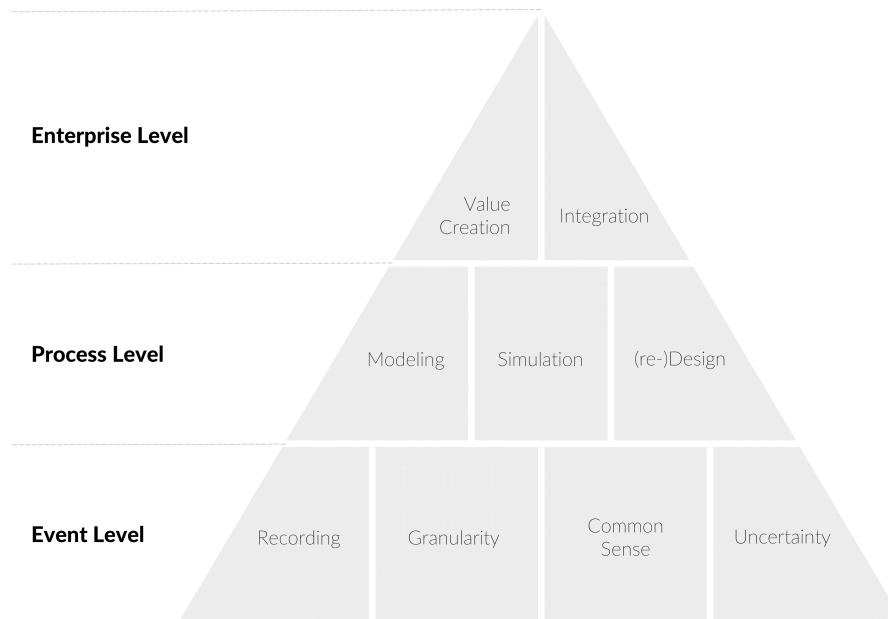 Enterprise Level
Value
Creation
Integration
Process Level
Modeling
Simulation
(re-)Design
Event Level
Recording
Granularity
Common
Sense
Uncertainty